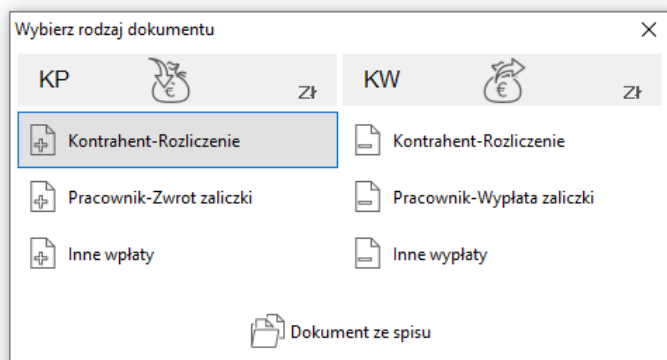 Wybierz rodzaj dokumentu
KP € Zł KW € Zł
Kontrahent-Rozliczenie Kontrahent-Rozliczenie
Pracownik-Zwrot zaliczki Pracownik-Wypłata zaliczki
Inne wpłaty Inne wypłaty
Dokument ze spisu